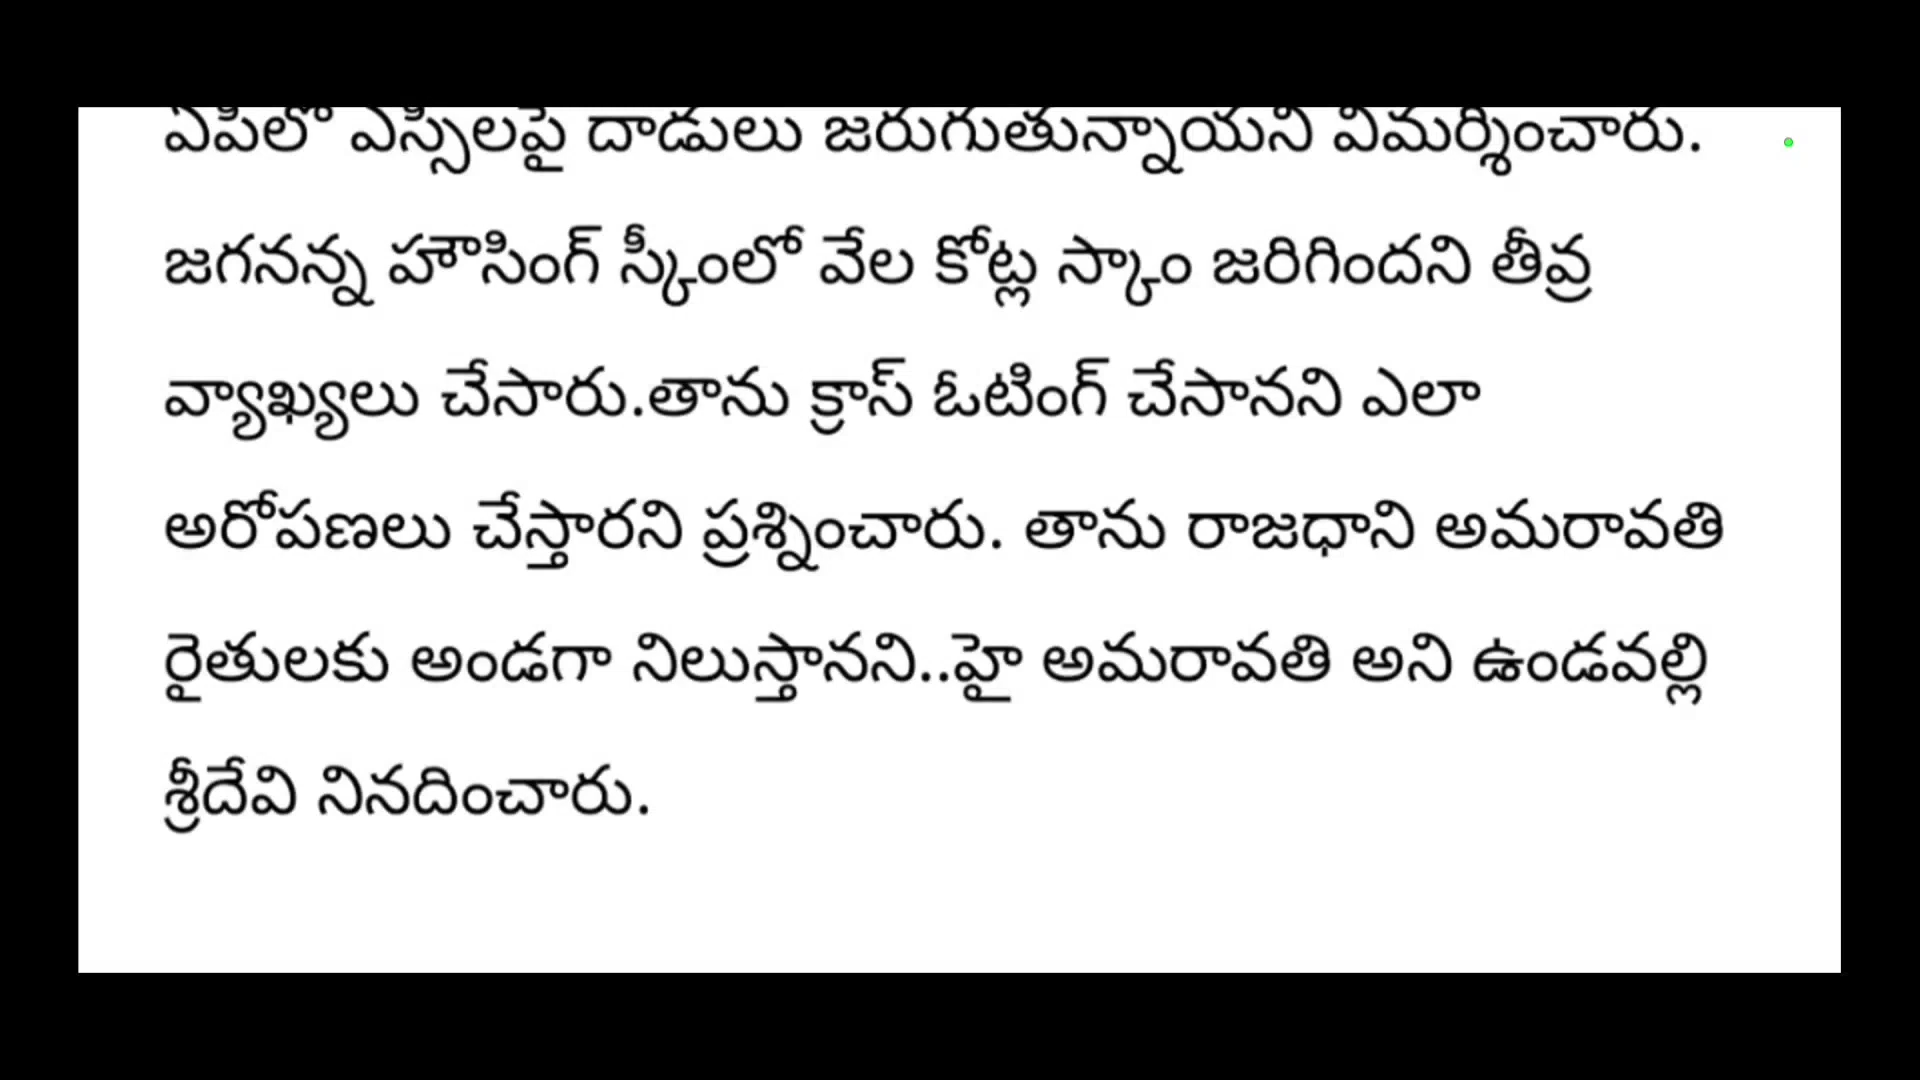 ఏపీలో ఎస్సీలపై దాడులు జరుగుతున్నాయని విమర్శించారు.
జగనన్న హౌసింగ్ స్కీంలో వేల కోట్ల స్కాం జరిగిందని తీవ్ర
వ్యాఖ్యలు చేసారు.తాను క్రాస్ ఓటింగ్ చేసానని ఎలా
అరోపణలు చేస్తారని ప్రశ్నించారు. తాను రాజధాని అమరావతి
రైతులకు అండగా నిలుస్తానని..హై అమరావతి అని ఉండవల్లి
శ్రీదేవి నినదించారు.